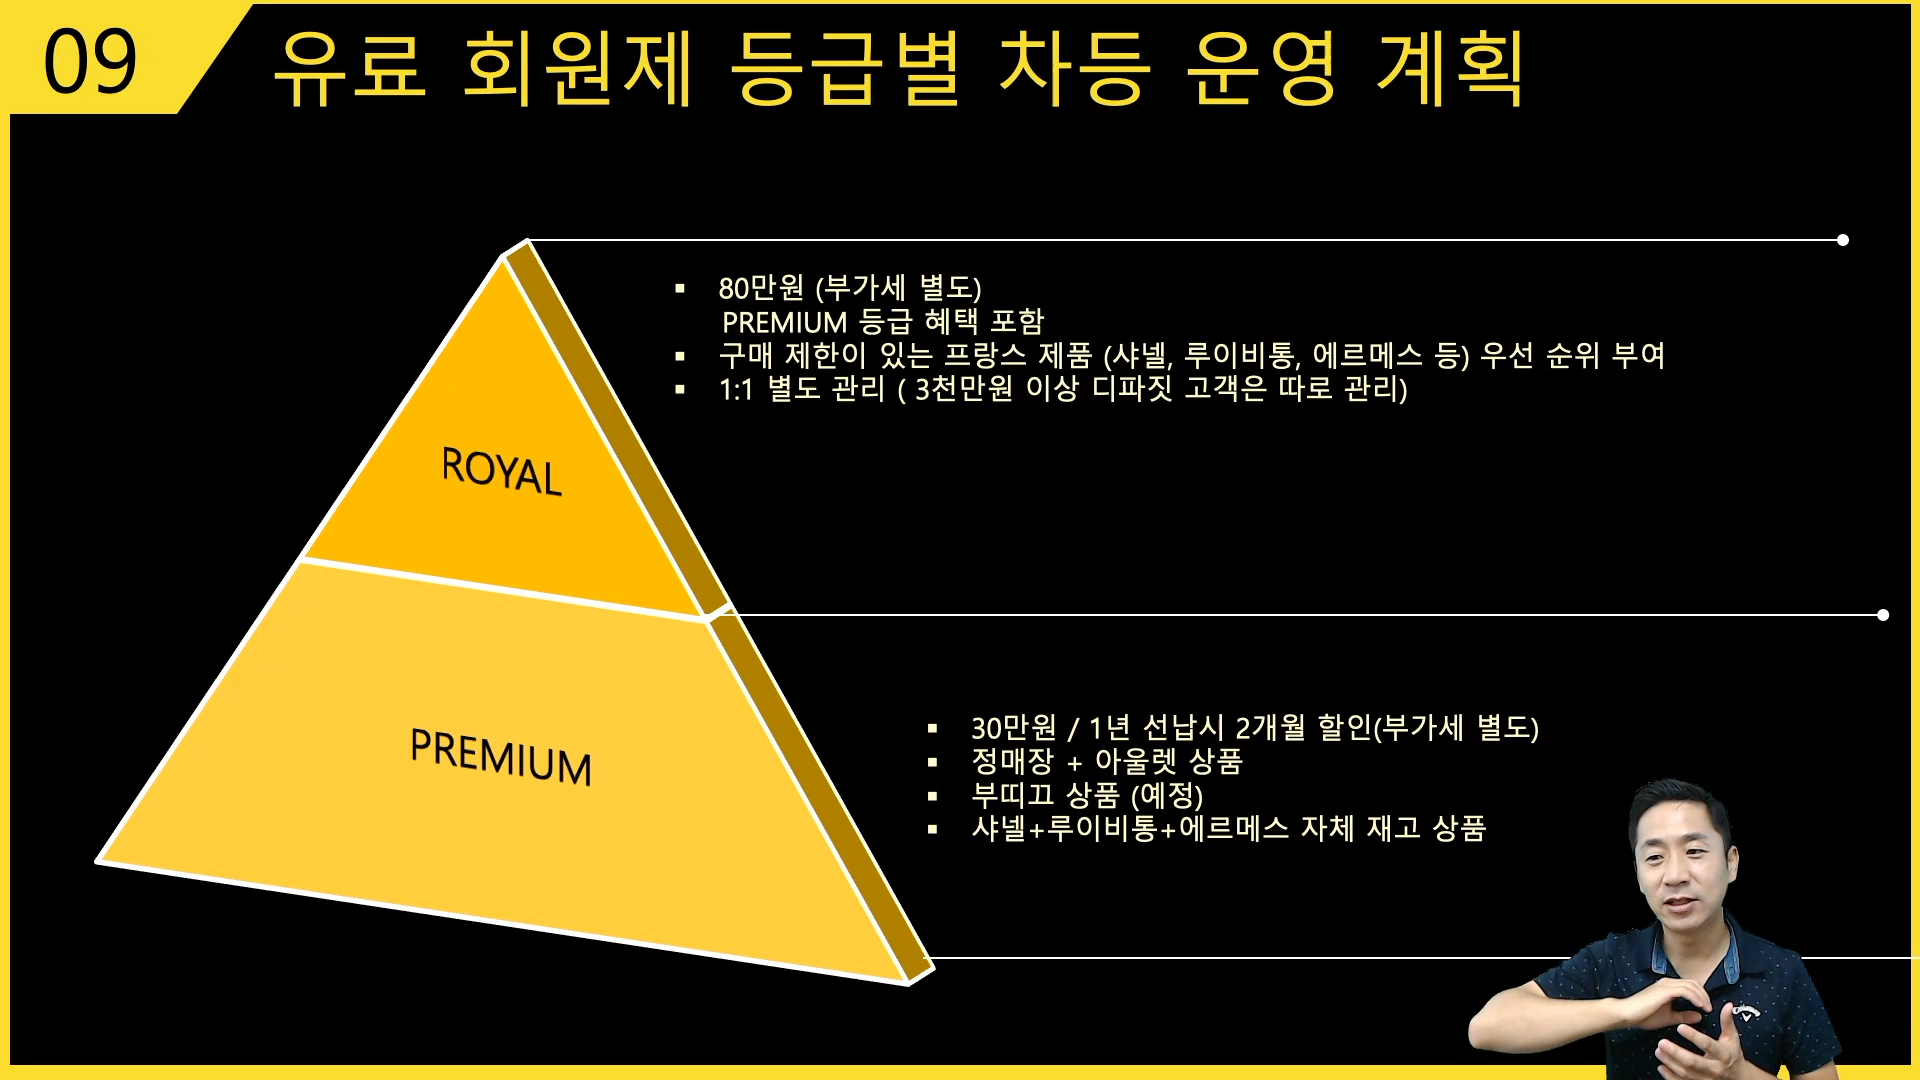 09
유료 회원제 등급별 차등 운영 계획
▪ 80만원 (부가세 별도)
PREMIUM 등급 혜택 포함
▪ 구매 제한이 있는 프랑스 제품 (샤넬, 루이비통, 에르메스 등) 우선 순위 부여
▪ 1:1 별도 관리 ( 3천만원 이상 디파짓 고객은 따로 관리)
ROYAL
PREMIUM
▪ 30만원 / 1년 선납시 2개월 할인(부가세 별도)
▪ 정매장 + 아울렛 상품
▪ 부띠끄 상품 (예정)
▪ 샤넬+루이비통+에르메스 자체 재고 상품